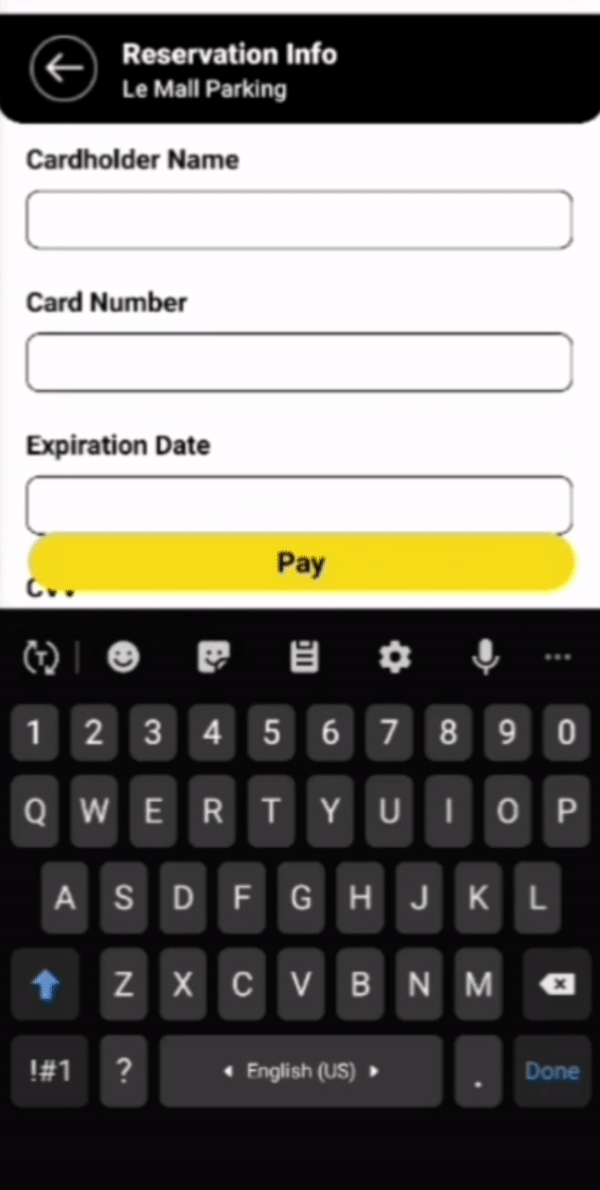 Reservation Info
Le Mall Parking
Cardholder Name
Card Number
Expiration Date
Pay
CVV
T
1 2 3 4 5 6 7 8 9 0
Q W E R T Y U I O P
A S D F G H J K L
Z X C V B N M
!#1 ? English (US) . Done